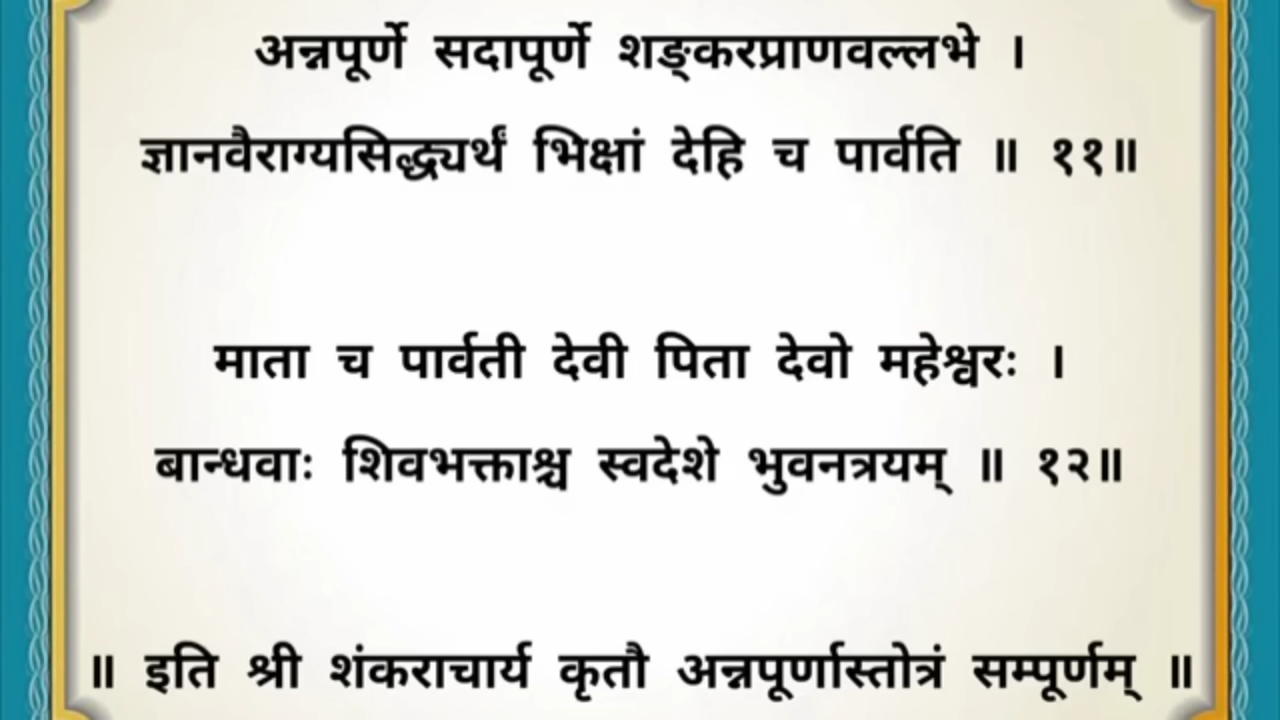 अन्नपूर्णे सदापूर्णे शङ्करप्राणवल्लभे ।
ज्ञानवैराग्यसिद्ध्यर्थं भिक्षां देहि च पार्वति ॥ ११॥
माता च पार्वती देवी पिता देवो महेश्वरः ।
बान्धवाः शिवभक्ताश्च स्वदेशे भुवनत्रयम् ॥ १२॥
॥ इति श्री शंकराचार्य कृतौ अन्नपूर्णास्तोत्रं सम्पूर्णम् ॥